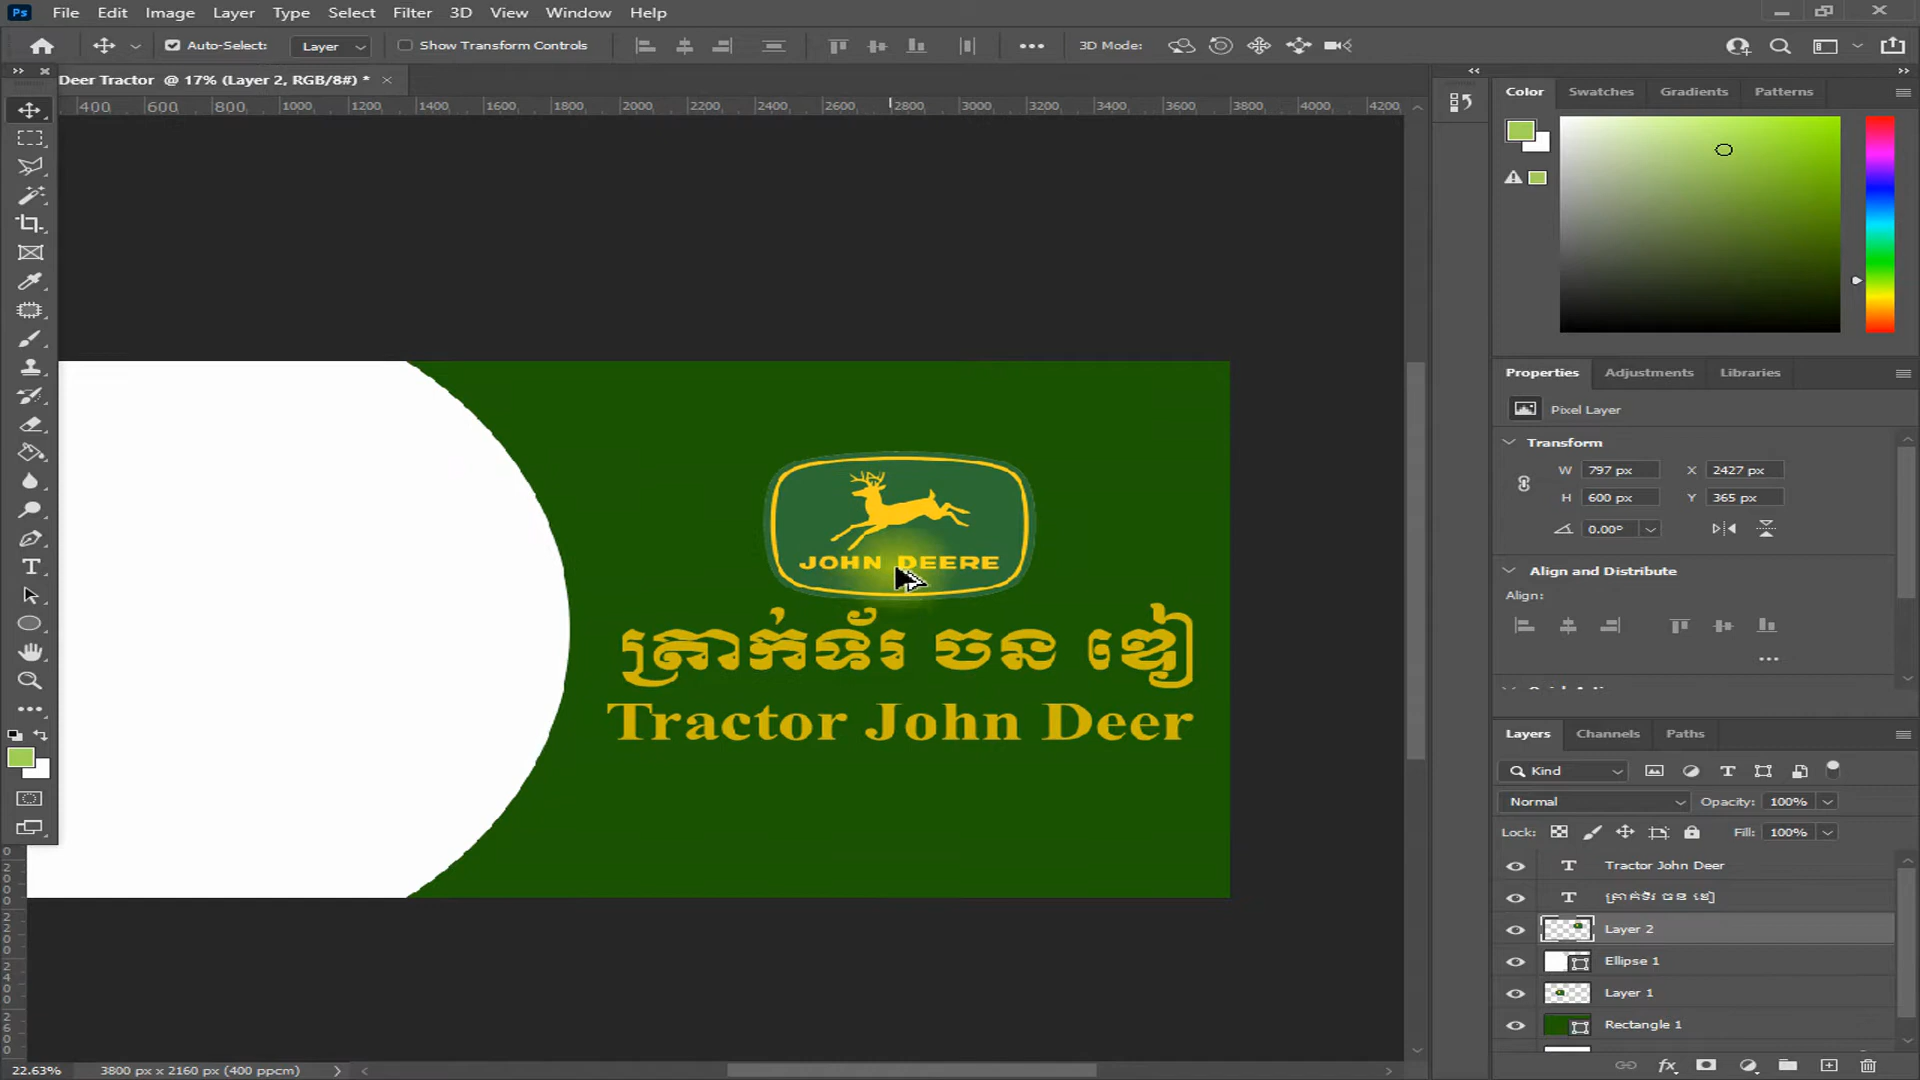 Ps File Edit Image Layer Type Select Filter 3D View Window Help
Auto-Select: Layer Show Transform Controls 3D Mode:
Deer Tractor @ 17% (Layer 2, RGB/8#) *
400 600 800 1000 1200 1400 1600 1800 2000 2200 2400 2600 2800 3000 3200 3400 3600 3800 4000 4200
Color Swatches Gradients Patterns
Properties Adjustments Libraries
Pixel Layer
Transform
W 797 px X 2427 px
H 600 px Y 365 px
0.00°
Align and Distribute
Align:
JOHN DEERE
ត្រាក់ទ័រ ចន ឌៀ
Tractor John Deer
Layers Channels Paths
Kind
Normal Opacity: 100%
Lock: Fill: 100%
Tractor John Deer
ត្រាក់ទ័រ ចន ឌៀ
Layer 2
Ellipse 1
Layer 1
Rectangle 1
22.63% 3800 px x 2160 px (400 ppcm)